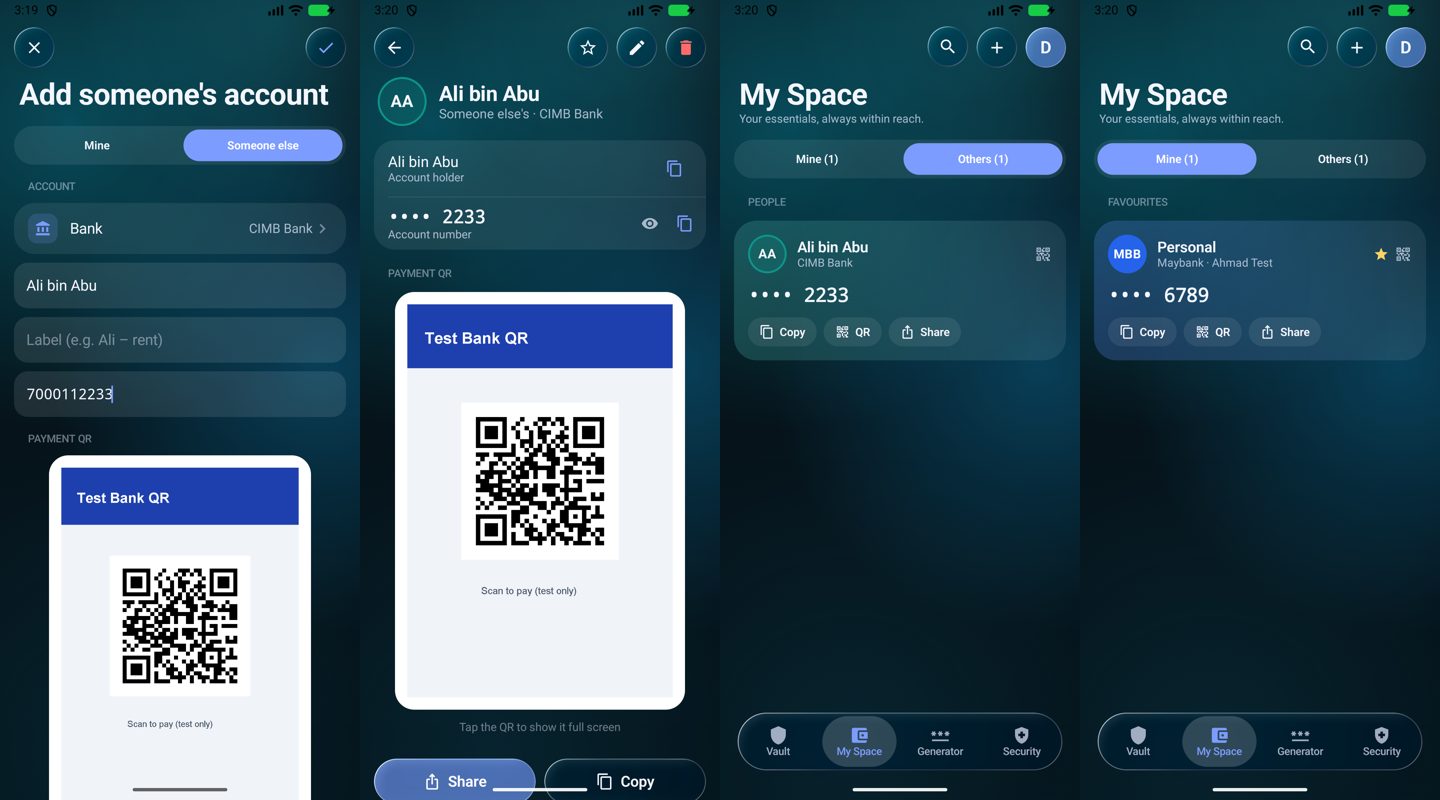 3:19
Add someone's account
Mine
Someone else
ACCOUNT
Bank
CIMB Bank
Ali bin Abu
Label (e.g. Ali – rent)
7000112233
PAYMENT QR
Test Bank QR
Scan to pay (test only)
3:20
AA
Ali bin Abu
Someone else's · CIMB Bank
Ali bin Abu
Account holder
•••• 2233
Account number
PAYMENT QR
Test Bank QR
Scan to pay (test only)
Tap the QR to show it full screen
Share
Copy
3:20
D
My Space
Your essentials, always within reach.
Mine (1)
Others (1)
PEOPLE
AA
Ali bin Abu
CIMB Bank
•••• 2233
Copy
QR
Share
Vault
My Space
Generator
Security
3:20
D
My Space
Your essentials, always within reach.
Mine (1)
Others (1)
FAVOURITES
MBB
Personal
Maybank · Ahmad Test
•••• 6789
Copy
QR
Share
Vault
My Space
Generator
Security